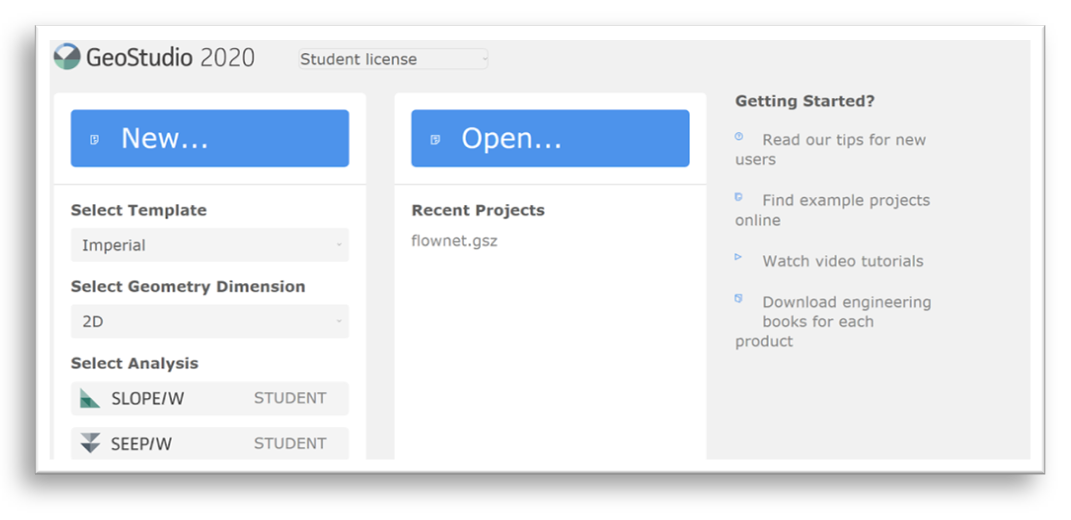 GeoStudio 2020
Student license
New...
Select Template
Imperial
Select Geometry Dimension
2D
Select Analysis
SLOPE/W STUDENT
SEEP/W STUDENT
Open...
Recent Projects
flownet.gsz
Getting Started?
Read our tips for new
users
Find example projects
online
Watch video tutorials
Download engineering
books for each
product